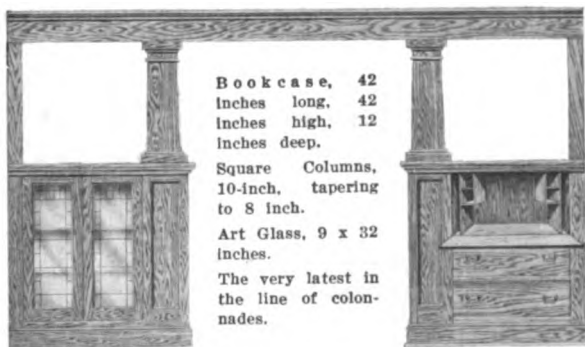 Bookcase, 42
inches long, 42
inches high, 12
inches deep.
Square Columns,
10-inch, tapering
to 8 inch.
Art Glass, 9 x 32
inches.
The very latest in
the line of colon-
nades.